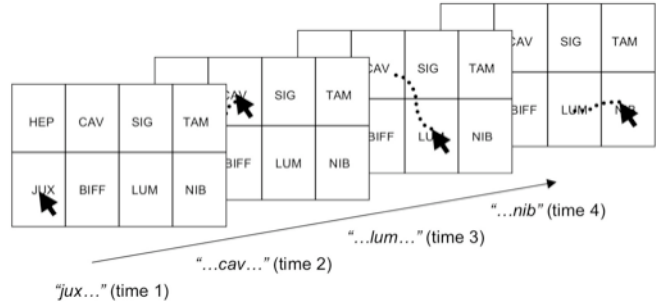 HEP CAV SIG TAM
JUX BIFF LUM NIB
CAV SIG TAM
BIFF LUM NIB
CAV SIG TAM
BIFF LUM NIB
CAV SIG TAM
BIFF LUM NIB
"jux…" (time 1)
"…cav…" (time 2)
"…lum…" (time 3)
"…nib" (time 4)